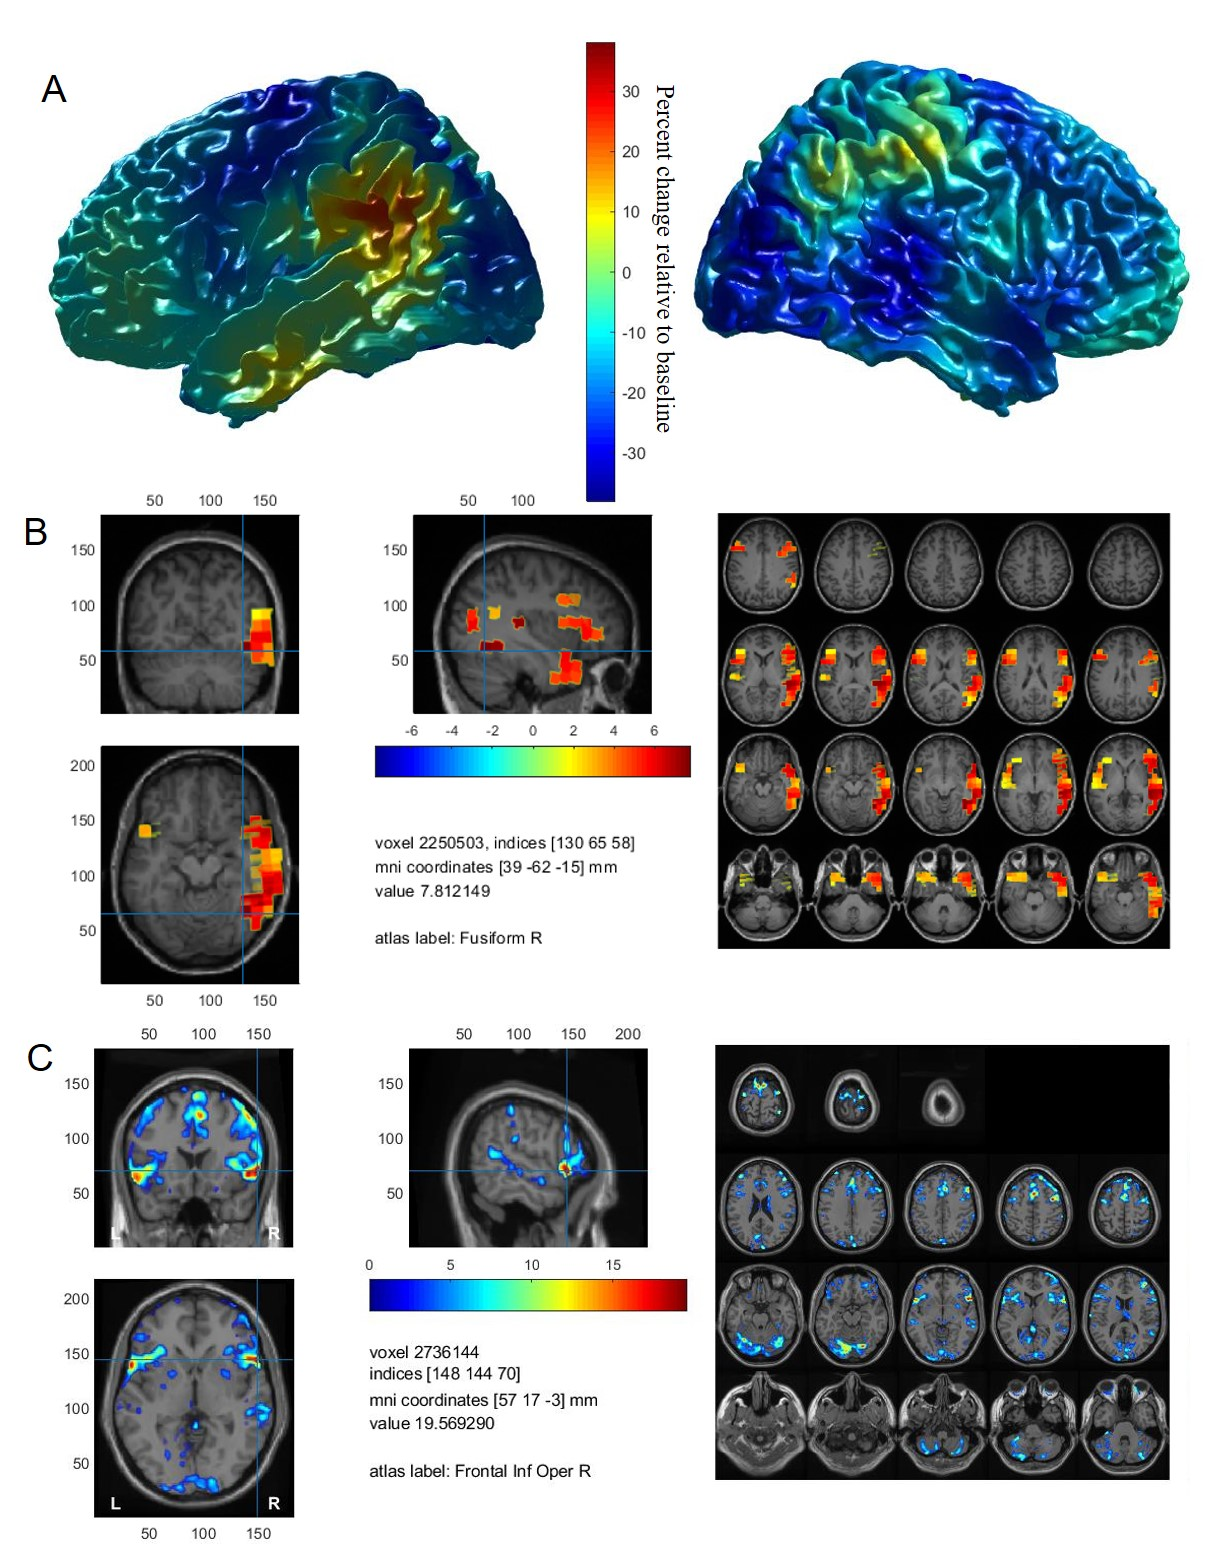 A
30
20
10
0
-10
-20
-30
Percent change relative to baseline
B
50 100 150
150
100
50
50 100
150
100
50
-6 -4 -2 0 2 4 6
200
150
100
50
50 100 150
voxel 2250503, indices [130 65 58]
mni coordinates [39 -62 -15] mm
value 7.812149
atlas label: Fusiform R
C
50 100 150
150
100
50
L R
50 100 150 200
150
100
50
0 5 10 15
200
150
100
50
L R
50 100 150
voxel 2736144
indices [148 144 70]
mni coordinates [57 17 -3] mm
value 19.569290
atlas label: Frontal Inf Oper R